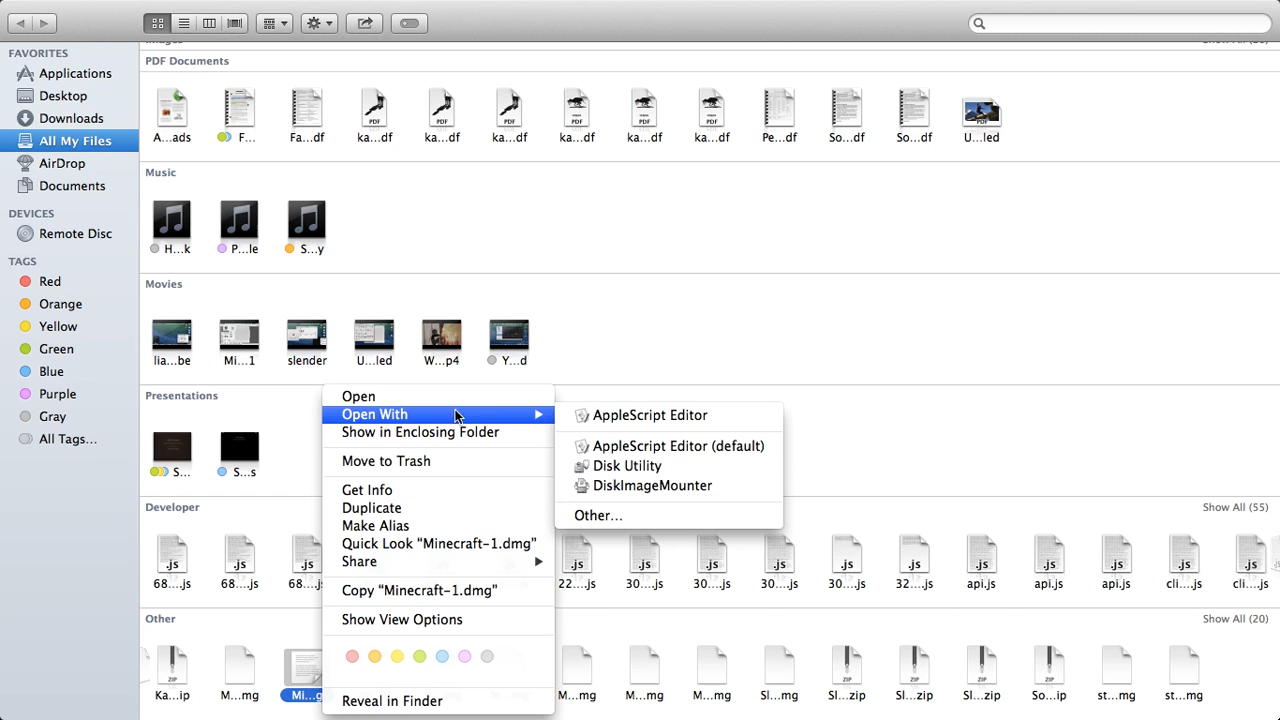 FAVORITES
Applications
Desktop
Downloads
All My Files
AirDrop
Documents
DEVICES
Remote Disc
TAGS
Red
Orange
Yellow
Green
Blue
Purple
Gray
All Tags...
PDF Documents
A...ads
F...
Fa...df
ka...df
ka...df
ka...df
ka...df
ka...df
ka...df
Pe...df
So...df
So...df
U...led
Music
H...k
P...le
S...y
Movies
lia...be
Mi...1
slender
U...led
W...p4
Y...d
Presentations
S...
S...s
Open
Open With
Show in Enclosing Folder
Move to Trash
Get Info
Duplicate
Make Alias
Quick Look “Minecraft-1.dmg”
Share
Copy “Minecraft-1.dmg”
Show View Options
Reveal in Finder
AppleScript Editor
AppleScript Editor (default)
Disk Utility
DiskImageMounter
Other...
Developer
Show All (55)
68....js
68....js
68....js
22....js
30....js
30....js
30....js
30....js
32....js
api.js
api.js
api.js
cli....js
cli....js
Other
Show All (20)
Ka...ip
M...mg
Mi...g
M...mg
M...mg
M...mg
Sl...mg
Sl...zip
Sl...zip
Sl...zip
So...ip
st...mg
st...mg